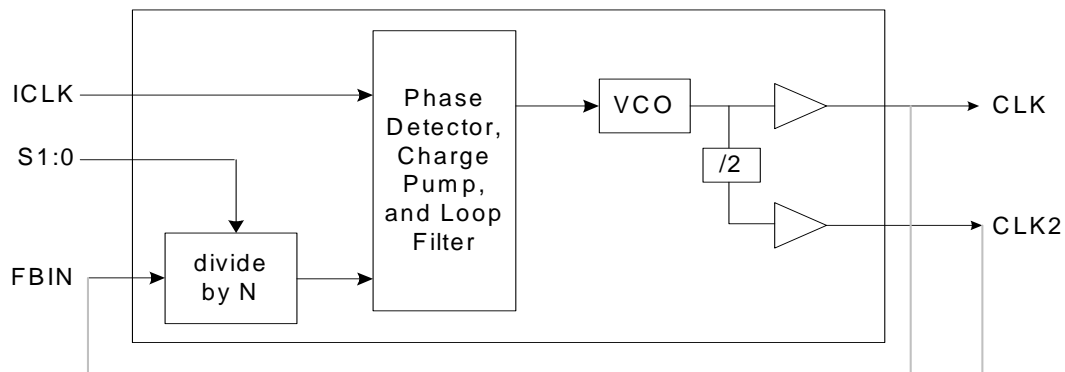 ICLK
S1:0
FBIN
divide
by N
Phase
Detector,
Charge
Pump,
and Loop
Filter
VCO
/2
CLK
CLK2